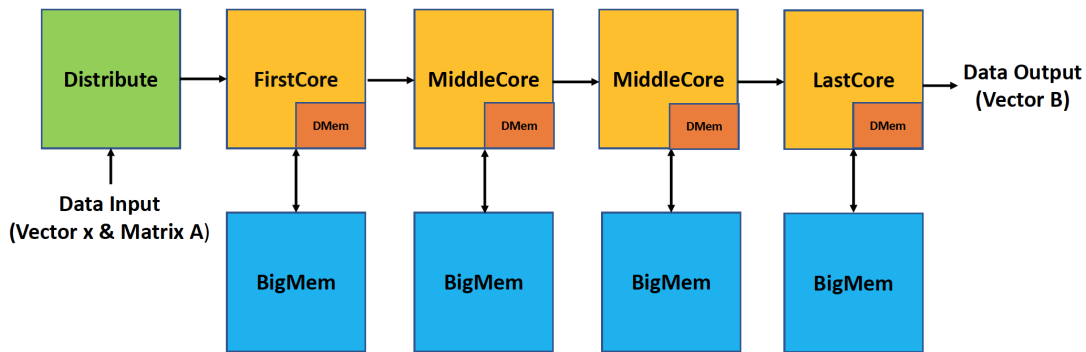 Distribute
FirstCore
MiddleCore
MiddleCore
LastCore
DMem
DMem
DMem
DMem
Data Output
(Vector B)
Data Input
(Vector x & Matrix A)
BigMem
BigMem
BigMem
BigMem